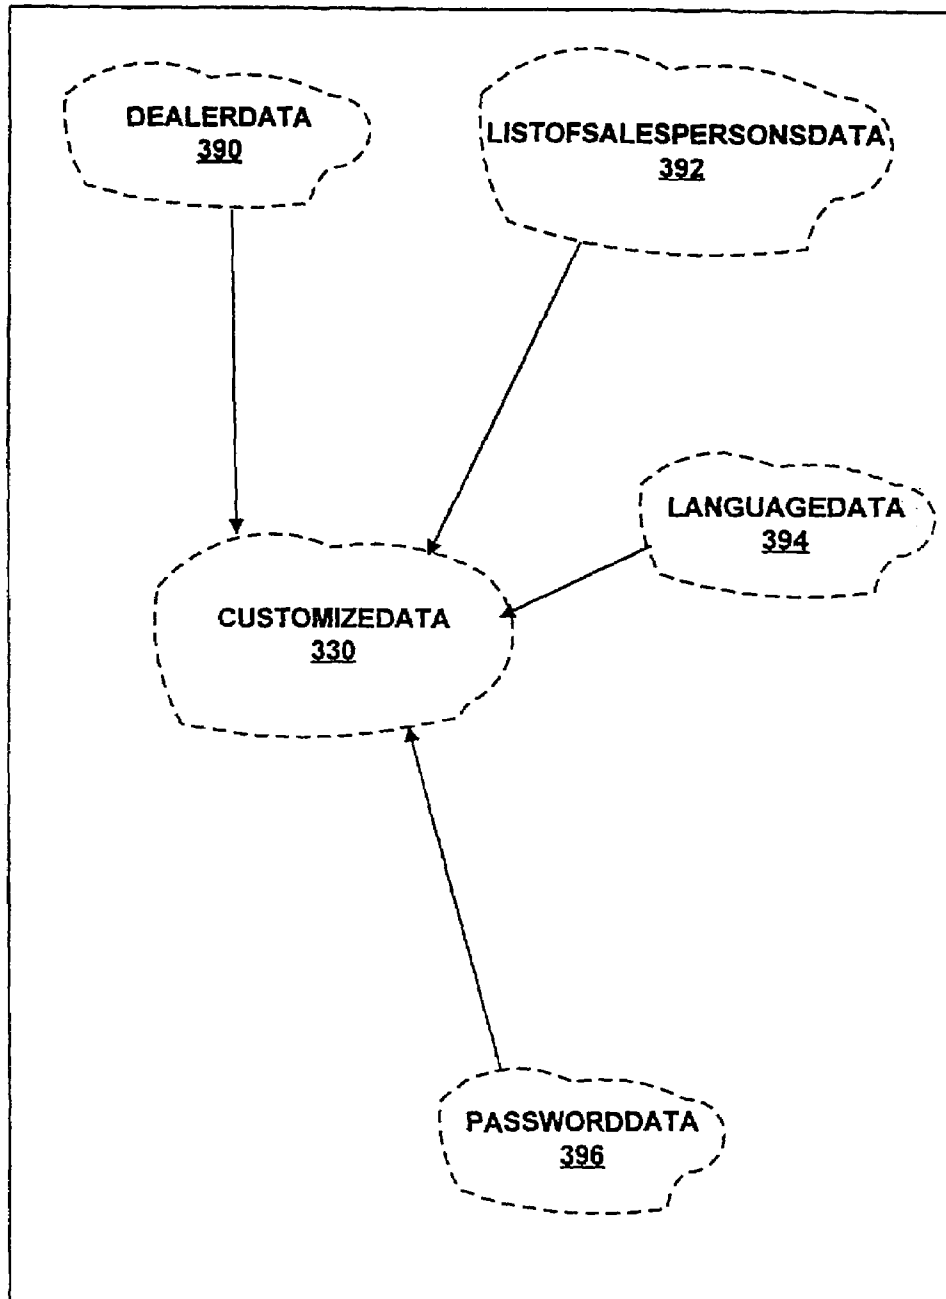 DEALERDATA
390
LISTOFSALESPERSONSDATA
392
LANGUAGEDATA
394
CUSTOMIZEDATA
330
PASSWORDDATA
396